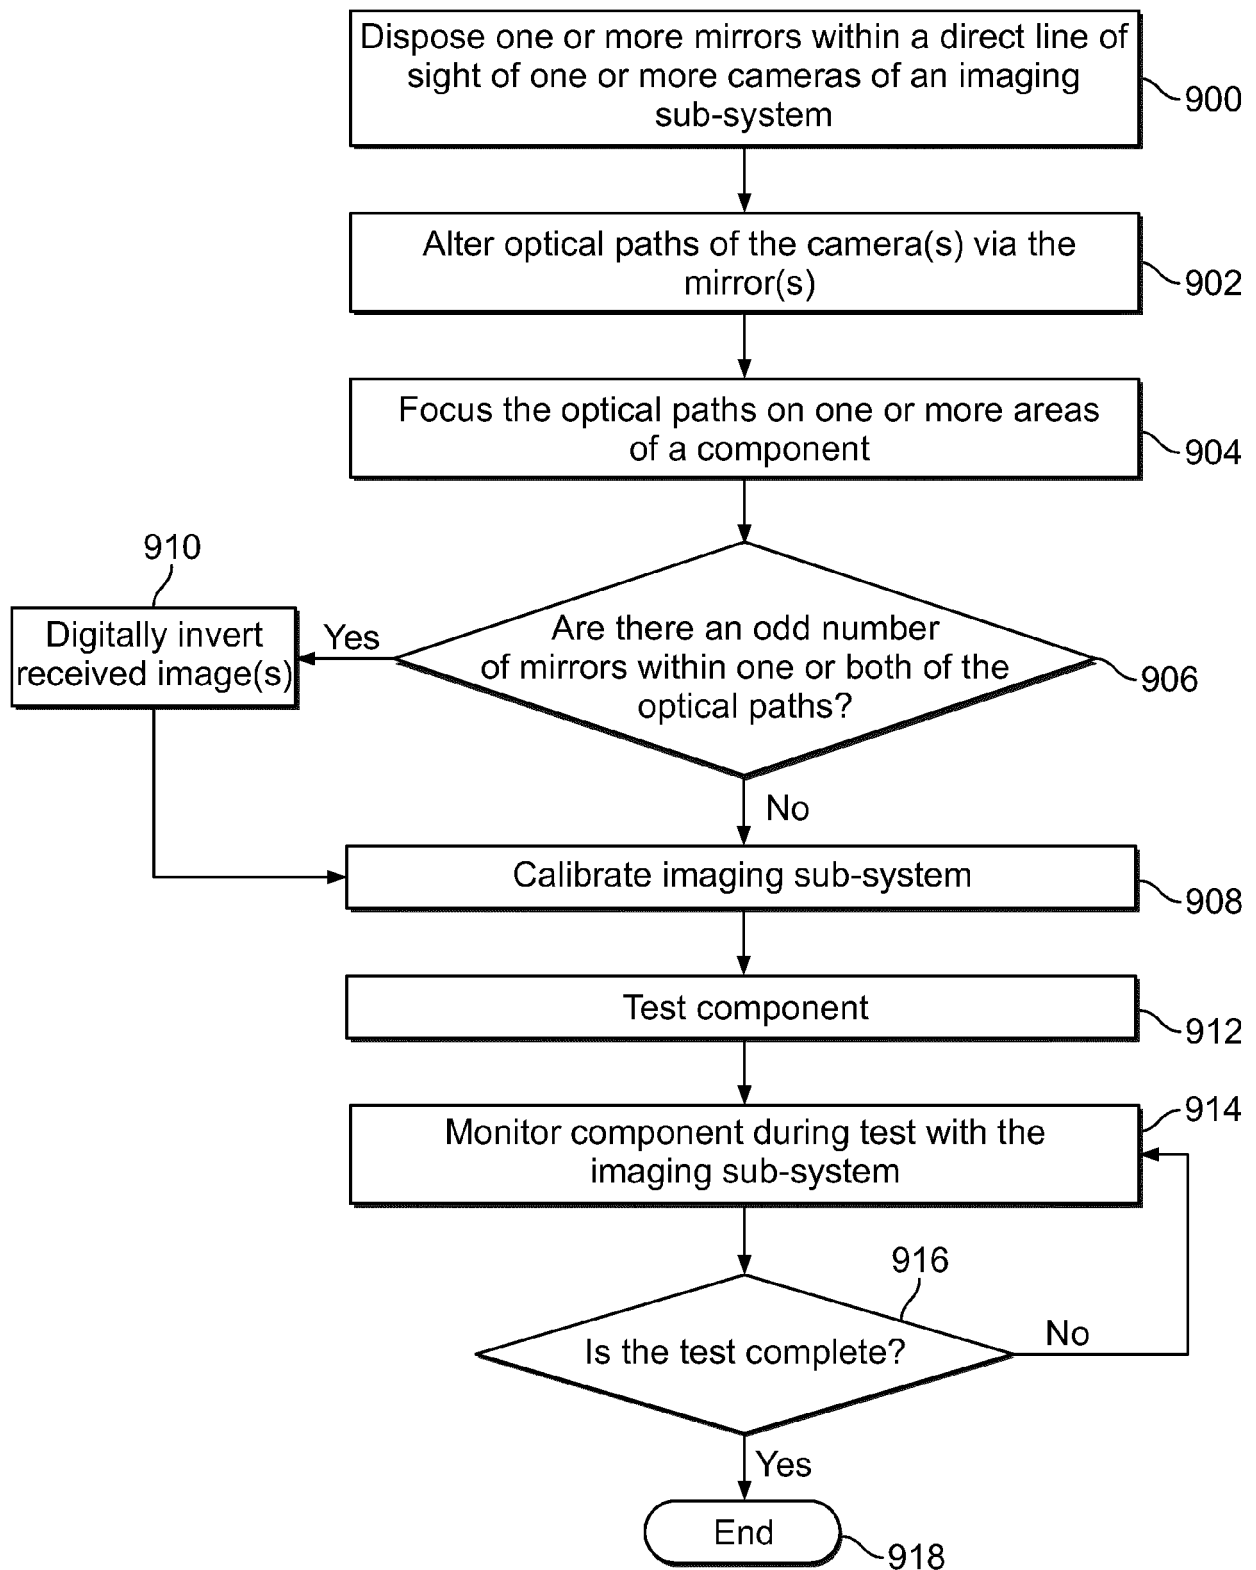 Dispose one or more mirrors within a direct line of
sight of one or more cameras of an imaging
sub-system
900
Alter optical paths of the camera(s) via the
mirror(s)
902
Focus the optical paths on one or more areas
of a component
904
910
Digitally invert
received image(s)
Yes
Are there an odd number
of mirrors within one or both of the
optical paths?
906
No
Calibrate imaging sub-system
908
Test component
912
914
Monitor component during test with the
imaging sub-system
916
Is the test complete?
No
Yes
End
918